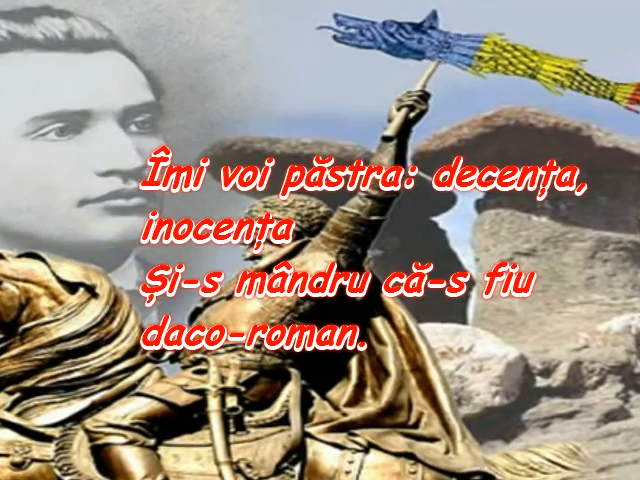 Îmi voi păstra: decența,
inocența
Și-s mândru că-s fiu
daco-roman.